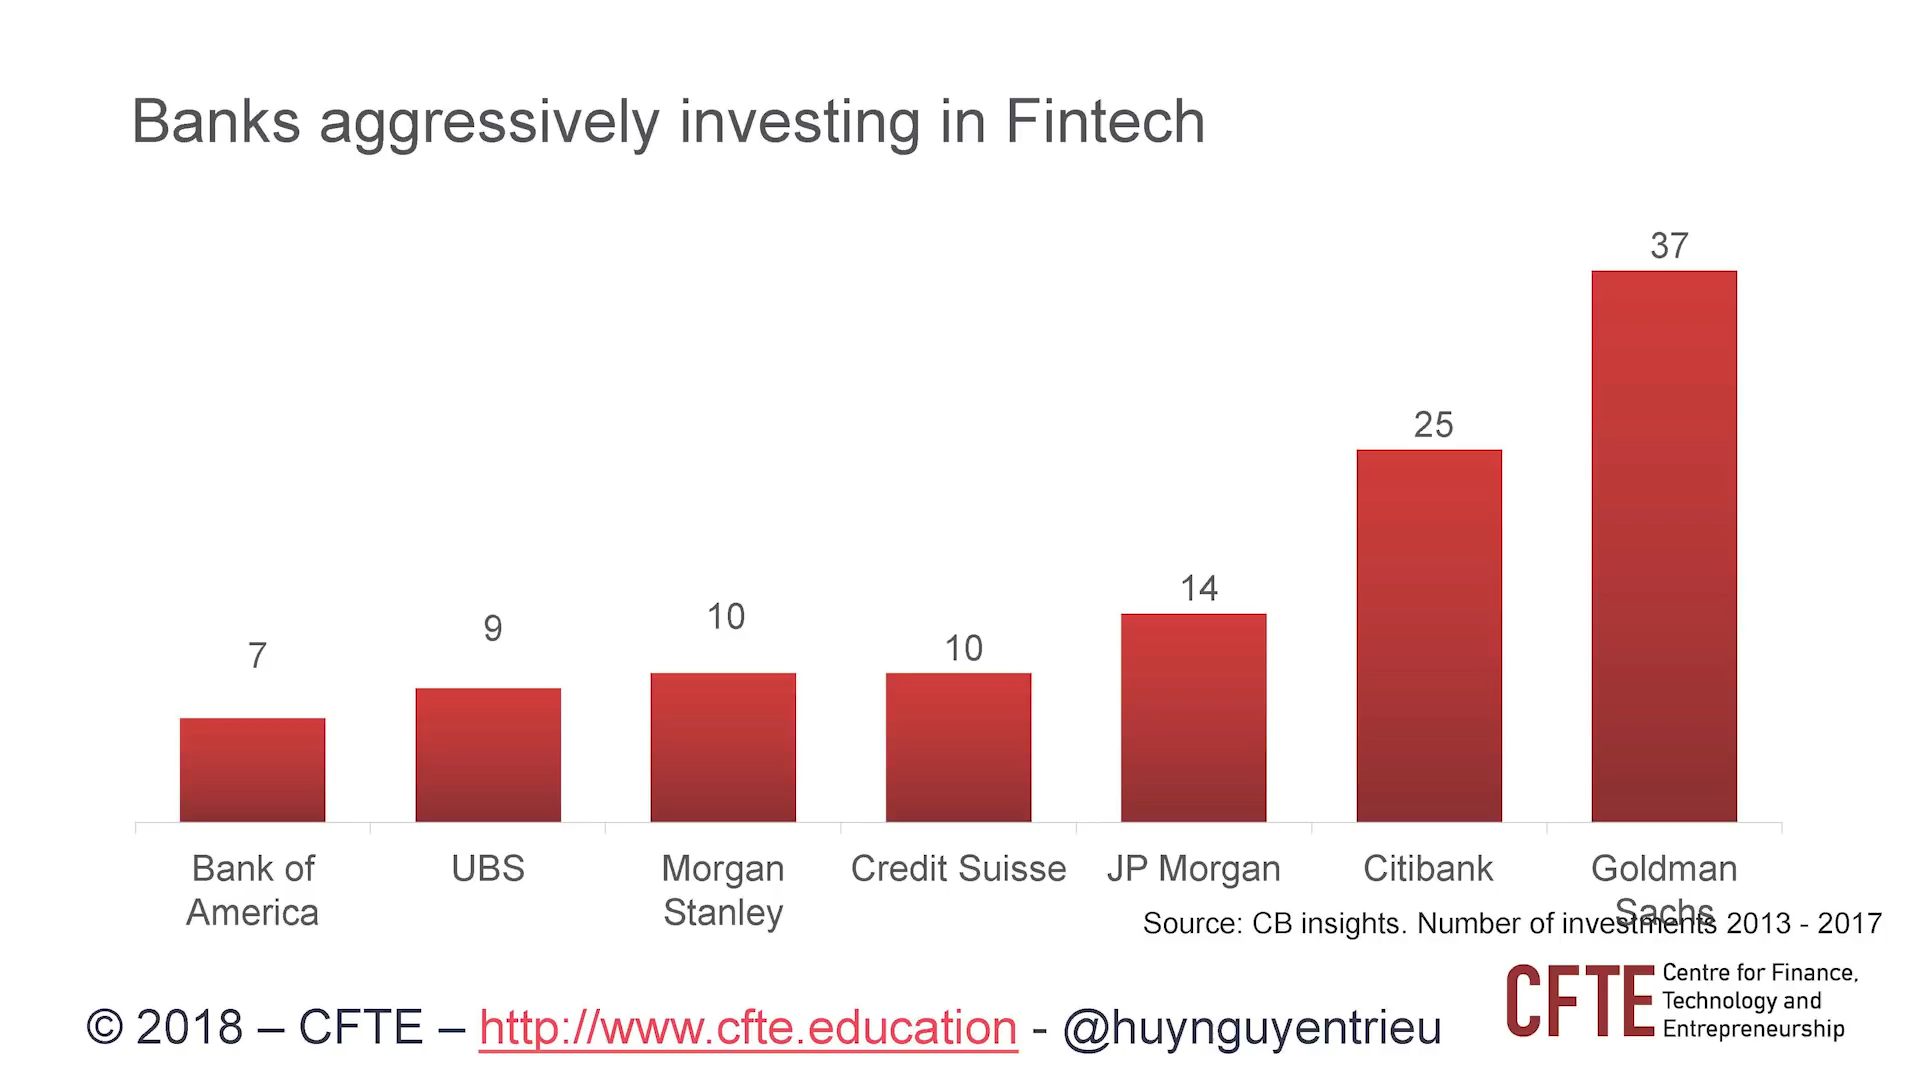 Banks aggressively investing in Fintech
37
25
14
10
10
9
7
Bank of
America
UBS
Morgan
Stanley
Credit Suisse
JP Morgan
Citibank
Goldman
Sachs
Source: CB insights. Number of investments 2013 - 2017
© 2018 – CFTE – http://www.cfte.education - @huynguyentrieu
CFTE
Centre for Finance,
Technology and
Entrepreneurship